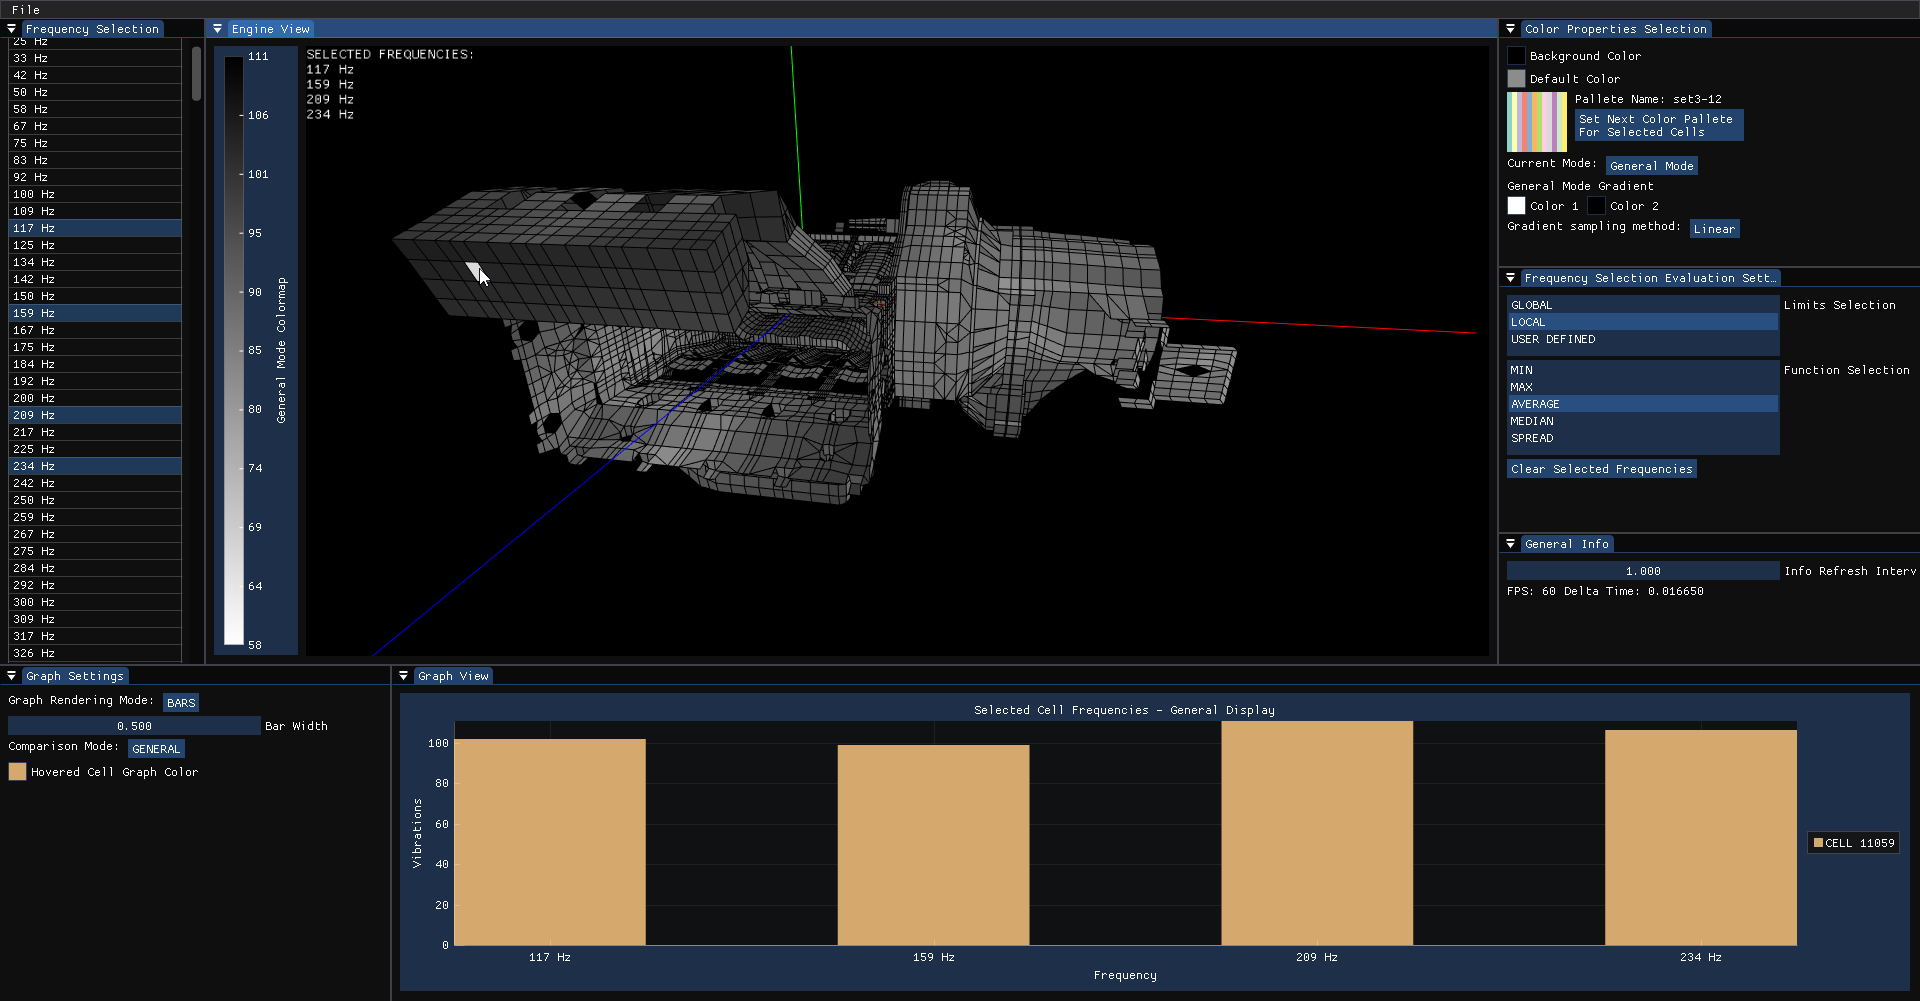 File
Frequency Selection
25 Hz
33 Hz
42 Hz
50 Hz
58 Hz
67 Hz
75 Hz
83 Hz
92 Hz
100 Hz
109 Hz
117 Hz
125 Hz
134 Hz
142 Hz
150 Hz
159 Hz
167 Hz
175 Hz
184 Hz
192 Hz
200 Hz
209 Hz
217 Hz
225 Hz
234 Hz
242 Hz
250 Hz
259 Hz
267 Hz
275 Hz
284 Hz
292 Hz
300 Hz
309 Hz
317 Hz
326 Hz
Engine View
111
106
101
95
90
85
80
74
69
64
58
General Mode Colormap
SELECTED FREQUENCIES:
117 Hz
159 Hz
209 Hz
234 Hz
Color Properties Selection
Background Color
Default Color
Pallete Name: set3-12
Set Next Color Pallete
For Selected Cells
Current Mode: General Mode
General Mode Gradient
Color 1 Color 2
Gradient sampling method: Linear
Frequency Selection Evaluation Sett…
GLOBAL
LOCAL
USER DEFINED
Limits Selection
MIN
MAX
AVERAGE
MEDIAN
SPREAD
Function Selection
Clear Selected Frequencies
General Info
1.000 Info Refresh Interv
FPS: 60 Delta Time: 0.016650
Graph Settings
Graph Rendering Mode: BARS
0.500 Bar Width
Comparison Mode: GENERAL
Hovered Cell Graph Color
Graph View
Selected Cell Frequencies - General Display
100
80
60
40
20
0
Vibrations
117 Hz
159 Hz
209 Hz
234 Hz
Frequency
CELL 11059